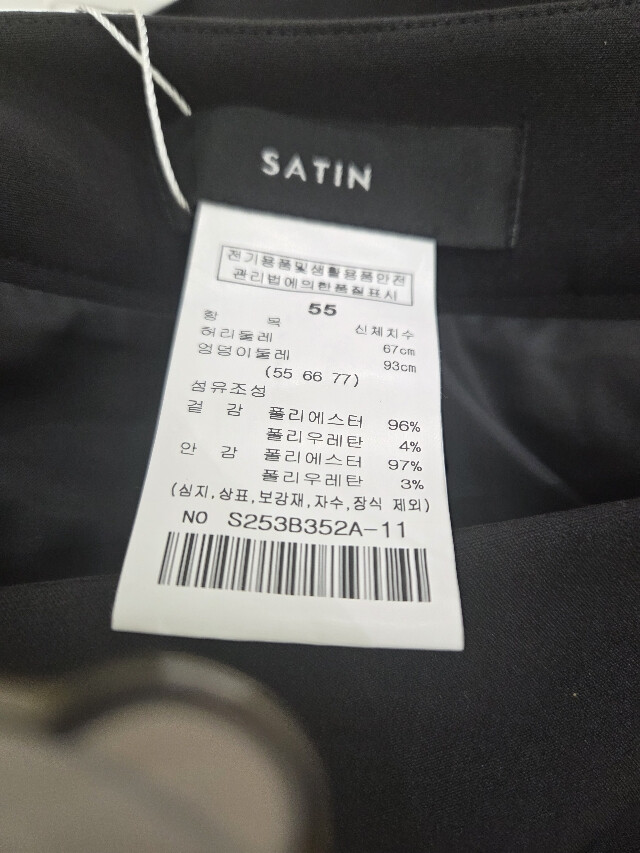 SATIN
전기용품및생활용품안전
관리법에의한품질표시
55
항 목 신체치수
허리둘레 67cm
엉덩이둘레 93cm
(55 66 77)
섬유조성
겉 감 폴리에스터 96%
폴리우레탄 4%
안 감 폴리에스터 97%
폴리우레탄 3%
(심지,상표,보강재,자수,장식 제외)
NO S253B352A-11